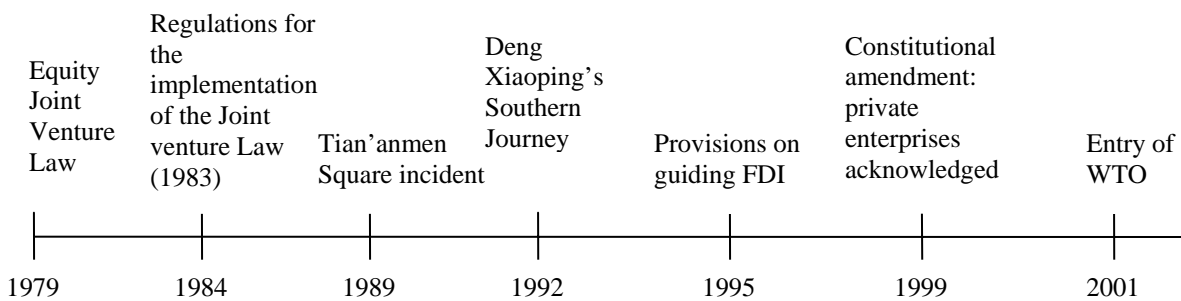 Equity
Joint
Venture
Law
Regulations for
the
implementation
of the Joint
venture Law
(1983)
Tian’anmen
Square incident
Deng
Xiaoping’s
Southern
Journey
Provisions on
guiding FDI
Constitutional
amendment:
private
enterprises
acknowledged
Entry of
WTO
1979
1984
1989
1992
1995
1999
2001